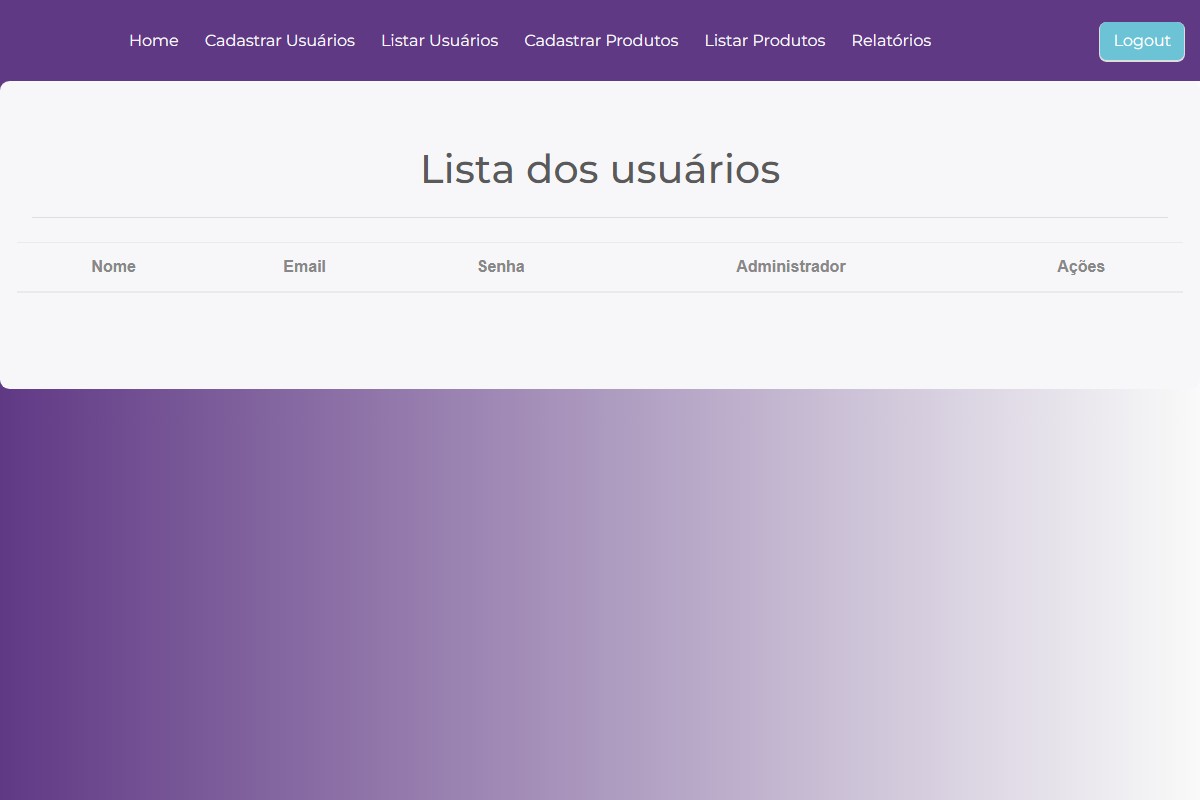 Home Cadastrar Usuários Listar Usuários Cadastrar Produtos Listar Produtos Relatórios Logout
Lista dos usuários
Nome Email Senha Administrador Ações